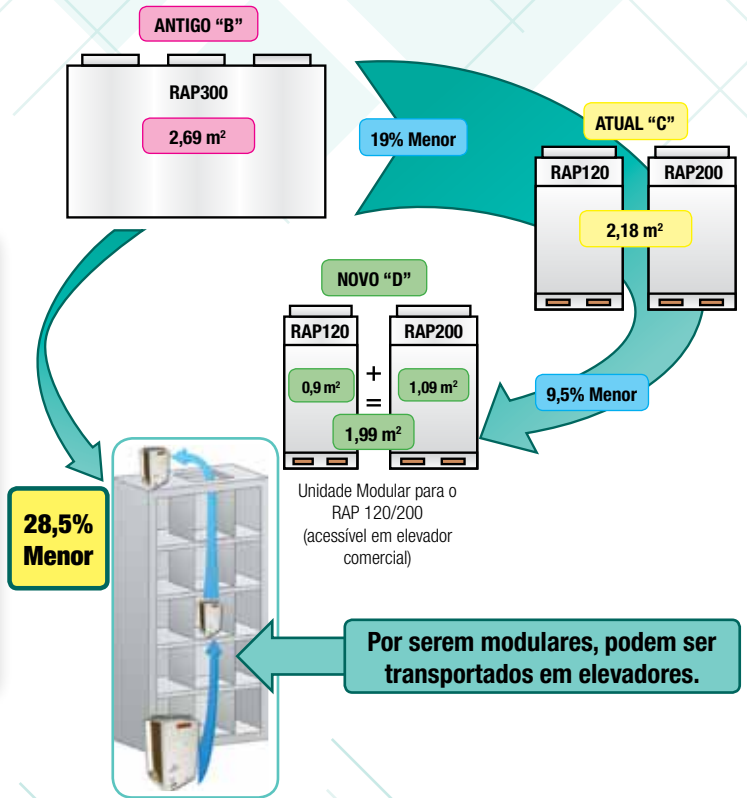 ANTIGO “B”
RAP300
2,69 m²
19% Menor
ATUAL “C”
RAP120
RAP200
2,18 m²
NOVO “D”
RAP120
RAP200
0,9 m²
+
=
1,09 m²
1,99 m²
9,5% Menor
Unidade Modular para o
RAP 120/200
(acessível em elevador
comercial)
28,5%
Menor
Por serem modulares, podem ser
transportados em elevadores.